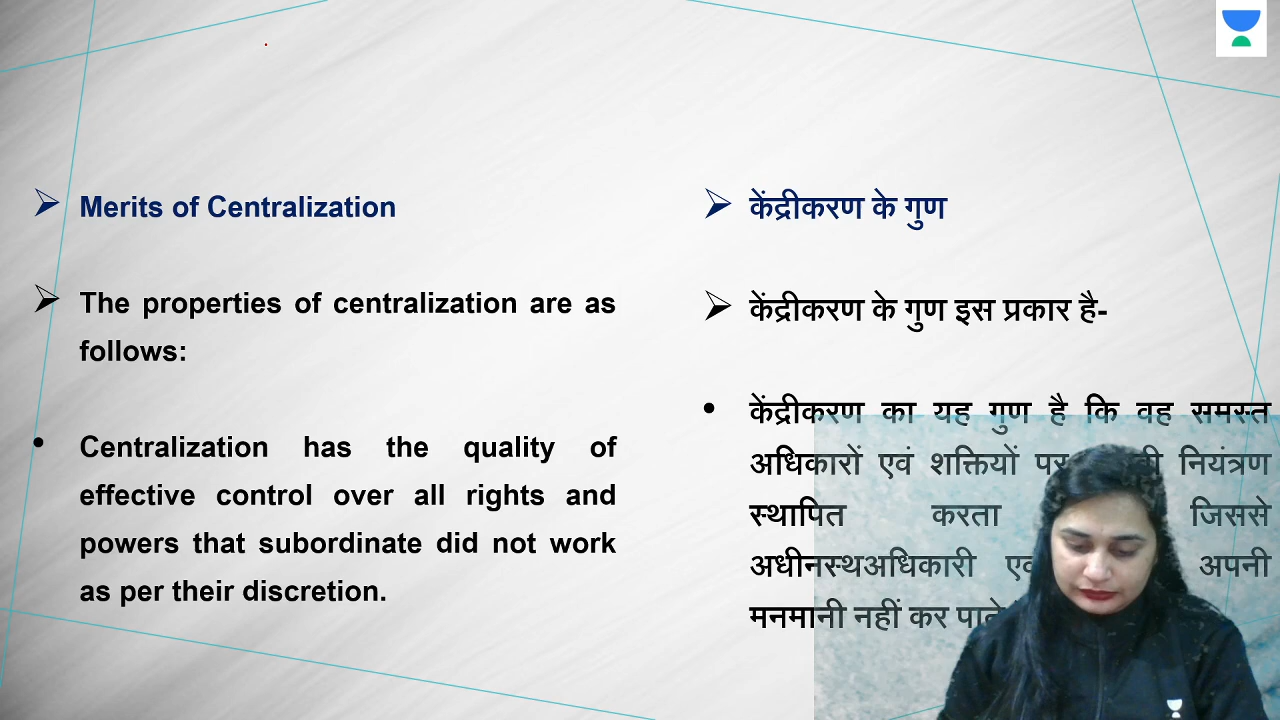 Merits of Centralization
The properties of centralization are as
follows:
Centralization has the quality of
effective control over all rights and
powers that subordinate did not work
as per their discretion.
केंद्रीकरण के गुण
केंद्रीकरण के गुण इस प्रकार है-
केंद्रीकरण का यह गुण है कि वह समस्त
अधिकारों एवं शक्तियों पर नियंत्रण
स्थापित करता जिससे
अधीनस्थअधिकारी अपनी
मनमानी नहीं कर